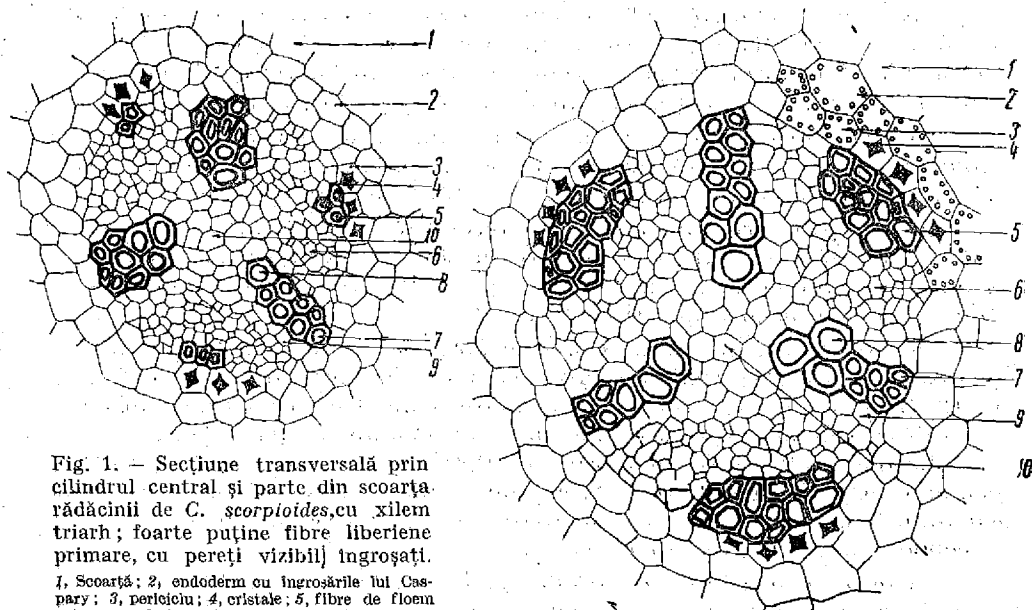 1
2
3
4
5
10
6
8
7
9
1
2
3
4
5
6
8
7
9
10
Fig. 1. — Secțiune transversală prin
cilindrul central și parte din scoarța
rădăcinii de C. scorpioides, cu xilem
triarh; foarte puține fibre liberiene
primare, cu pereți vizibil îngroșați.
1, Scoarță; 2, endoderm cu îngroșările lui Cas-
pary; 3, periciclu; 4, cristale; 5, fibre de floem